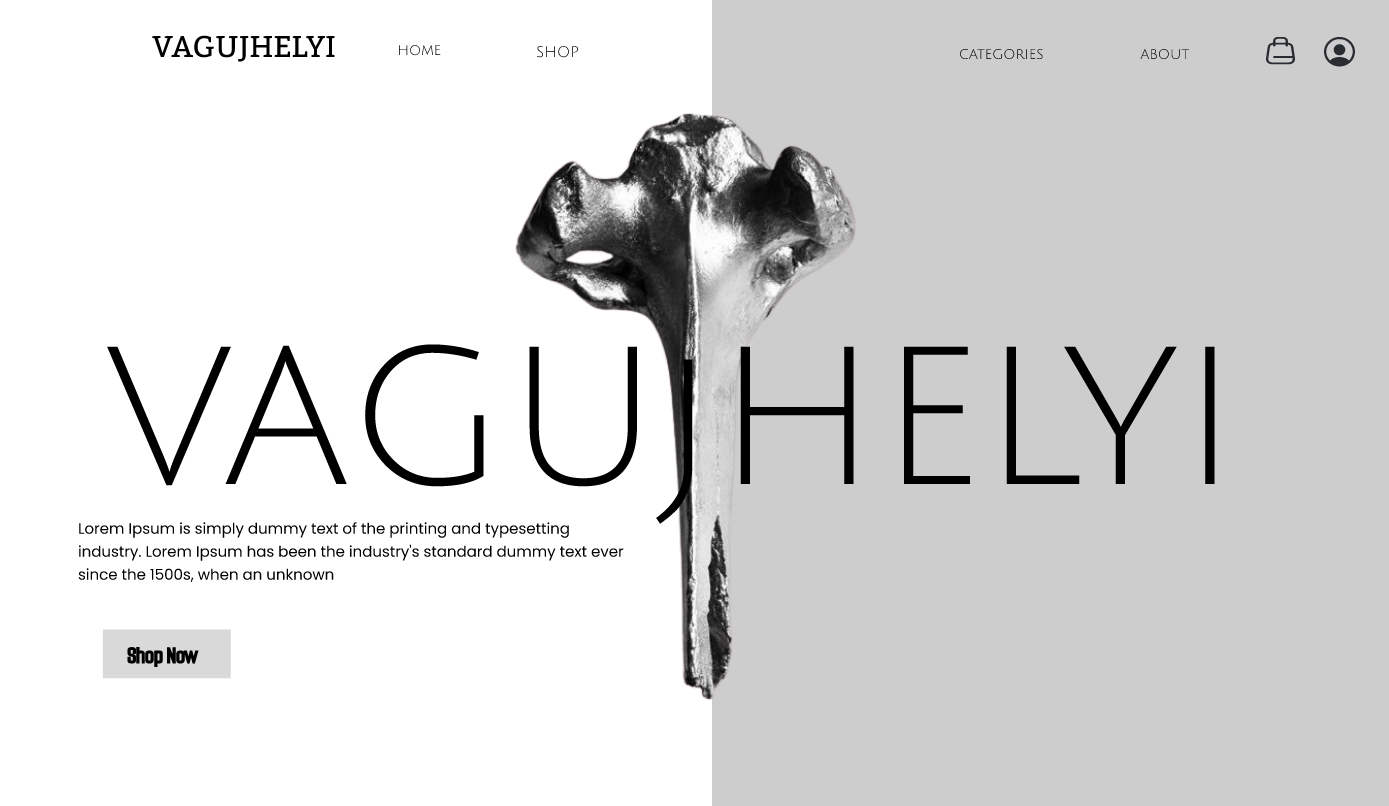 VAGUJHELYI
HOME
SHOP
CATEGORIES
ABOUT
VAGUJHELYI
Lorem Ipsum is simply dummy text of the printing and typesetting
industry. Lorem Ipsum has been the industry's standard dummy text ever
since the 1500s, when an unknown
Shop Now